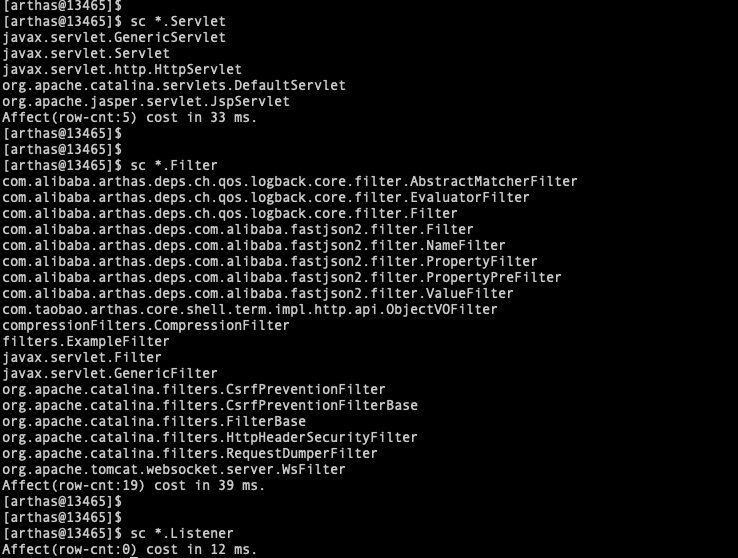 [arthas@13465]$
[arthas@13465]$ sc *.Servlet
javax.servlet.GenericServlet
javax.servlet.Servlet
javax.servlet.http.HttpServlet
org.apache.catalina.servlets.DefaultServlet
org.apache.jasper.servlet.JspServlet
Affect(row-cnt:5) cost in 33 ms.
[arthas@13465]$
[arthas@13465]$
[arthas@13465]$ sc *.Filter
com.alibaba.arthas.deps.ch.qos.logback.core.filter.AbstractMatcherFilter
com.alibaba.arthas.deps.ch.qos.logback.core.filter.EvaluatorFilter
com.alibaba.arthas.deps.ch.qos.logback.core.filter.Filter
com.alibaba.arthas.deps.com.alibaba.fastjson2.filter.Filter
com.alibaba.arthas.deps.com.alibaba.fastjson2.filter.NameFilter
com.alibaba.arthas.deps.com.alibaba.fastjson2.filter.PropertyFilter
com.alibaba.arthas.deps.com.alibaba.fastjson2.filter.PropertyPreFilter
com.alibaba.arthas.deps.com.alibaba.fastjson2.filter.ValueFilter
com.taobao.arthas.core.shell.term.impl.http.api.ObjectVOFilter
compressionFilters.CompressionFilter
filters.ExampleFilter
javax.servlet.Filter
javax.servlet.GenericFilter
org.apache.catalina.filters.CsrfPreventionFilter
org.apache.catalina.filters.CsrfPreventionFilterBase
org.apache.catalina.filters.FilterBase
org.apache.catalina.filters.HttpHeaderSecurityFilter
org.apache.catalina.filters.RequestDumperFilter
org.apache.tomcat.websocket.server.WsFilter
Affect(row-cnt:19) cost in 39 ms.
[arthas@13465]$
[arthas@13465]$
[arthas@13465]$ sc *.Listener
Affect(row-cnt:0) cost in 12 ms.